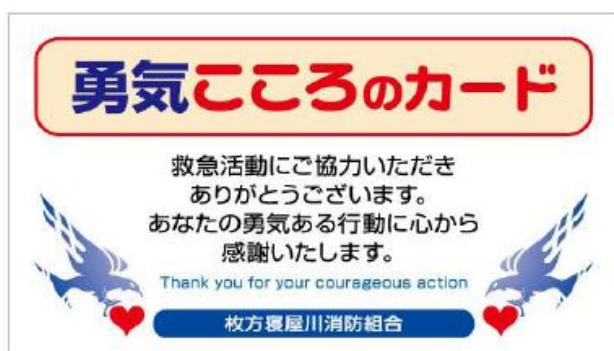 勇気こころのカード
救急活動にご協力いただき
ありがとうございます。
あなたの勇気ある行動に心から
感謝いたします。
Thank you for your courageous action
枚方寝屋川消防組合